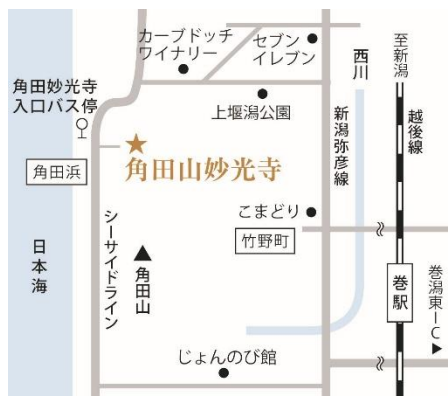 カーブドッチ
ワイナリー
セブン
イレブン
西川
至新潟
角田妙光寺
入口バス停
上堰潟公園
新潟弥彦線
越後線
角田山妙光寺
角田浜
こまどり
竹野町
シーサイドライン
角田山
日本海
巻駅
巻潟東IC
じょんのび館